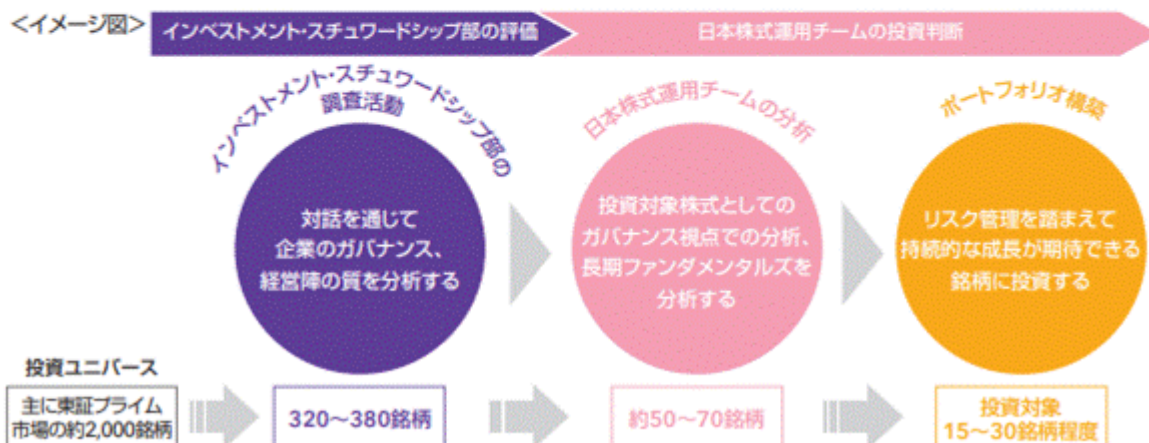 <イメージ図>
インベストメント・スチュワードシップ部の評価
日本株式運用チームの投資判断
インベストメント・スチュワードシップ部の
調査活動
日本株式運用チームの分析
ポートフォリオ構築
対話を通じて
企業のガバナンス、
経営陣の質を分析する
投資対象株式としての
ガバナンス視点での分析、
長期ファンダメンタルズを
分析する
リスク管理を踏まえて
持続的な成長が期待できる
銘柄に投資する
投資ユニバース
主に東証プライム
市場の約2,000銘柄
320～380銘柄
約50～70銘柄
投資対象
15～30銘柄程度